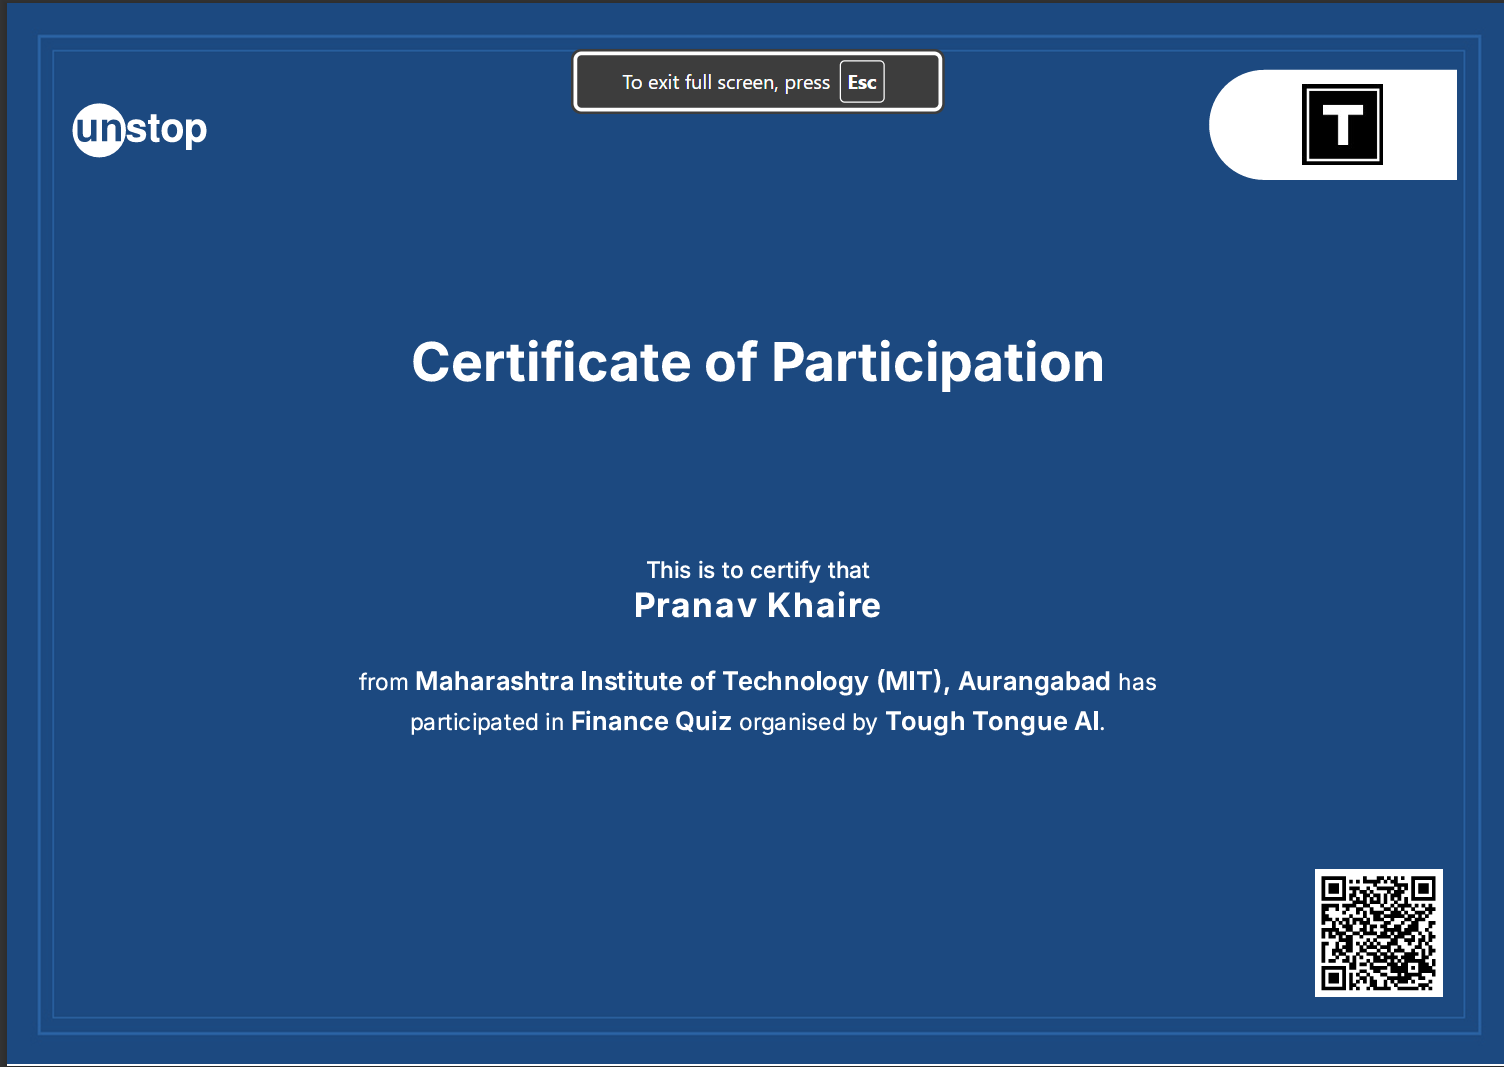 To exit full screen, press Esc
unstop
T
Certificate of Participation
This is to certify that
Pranav Khaire
from Maharashtra Institute of Technology (MIT), Aurangabad has
participated in Finance Quiz organised by Tough Tongue AI.